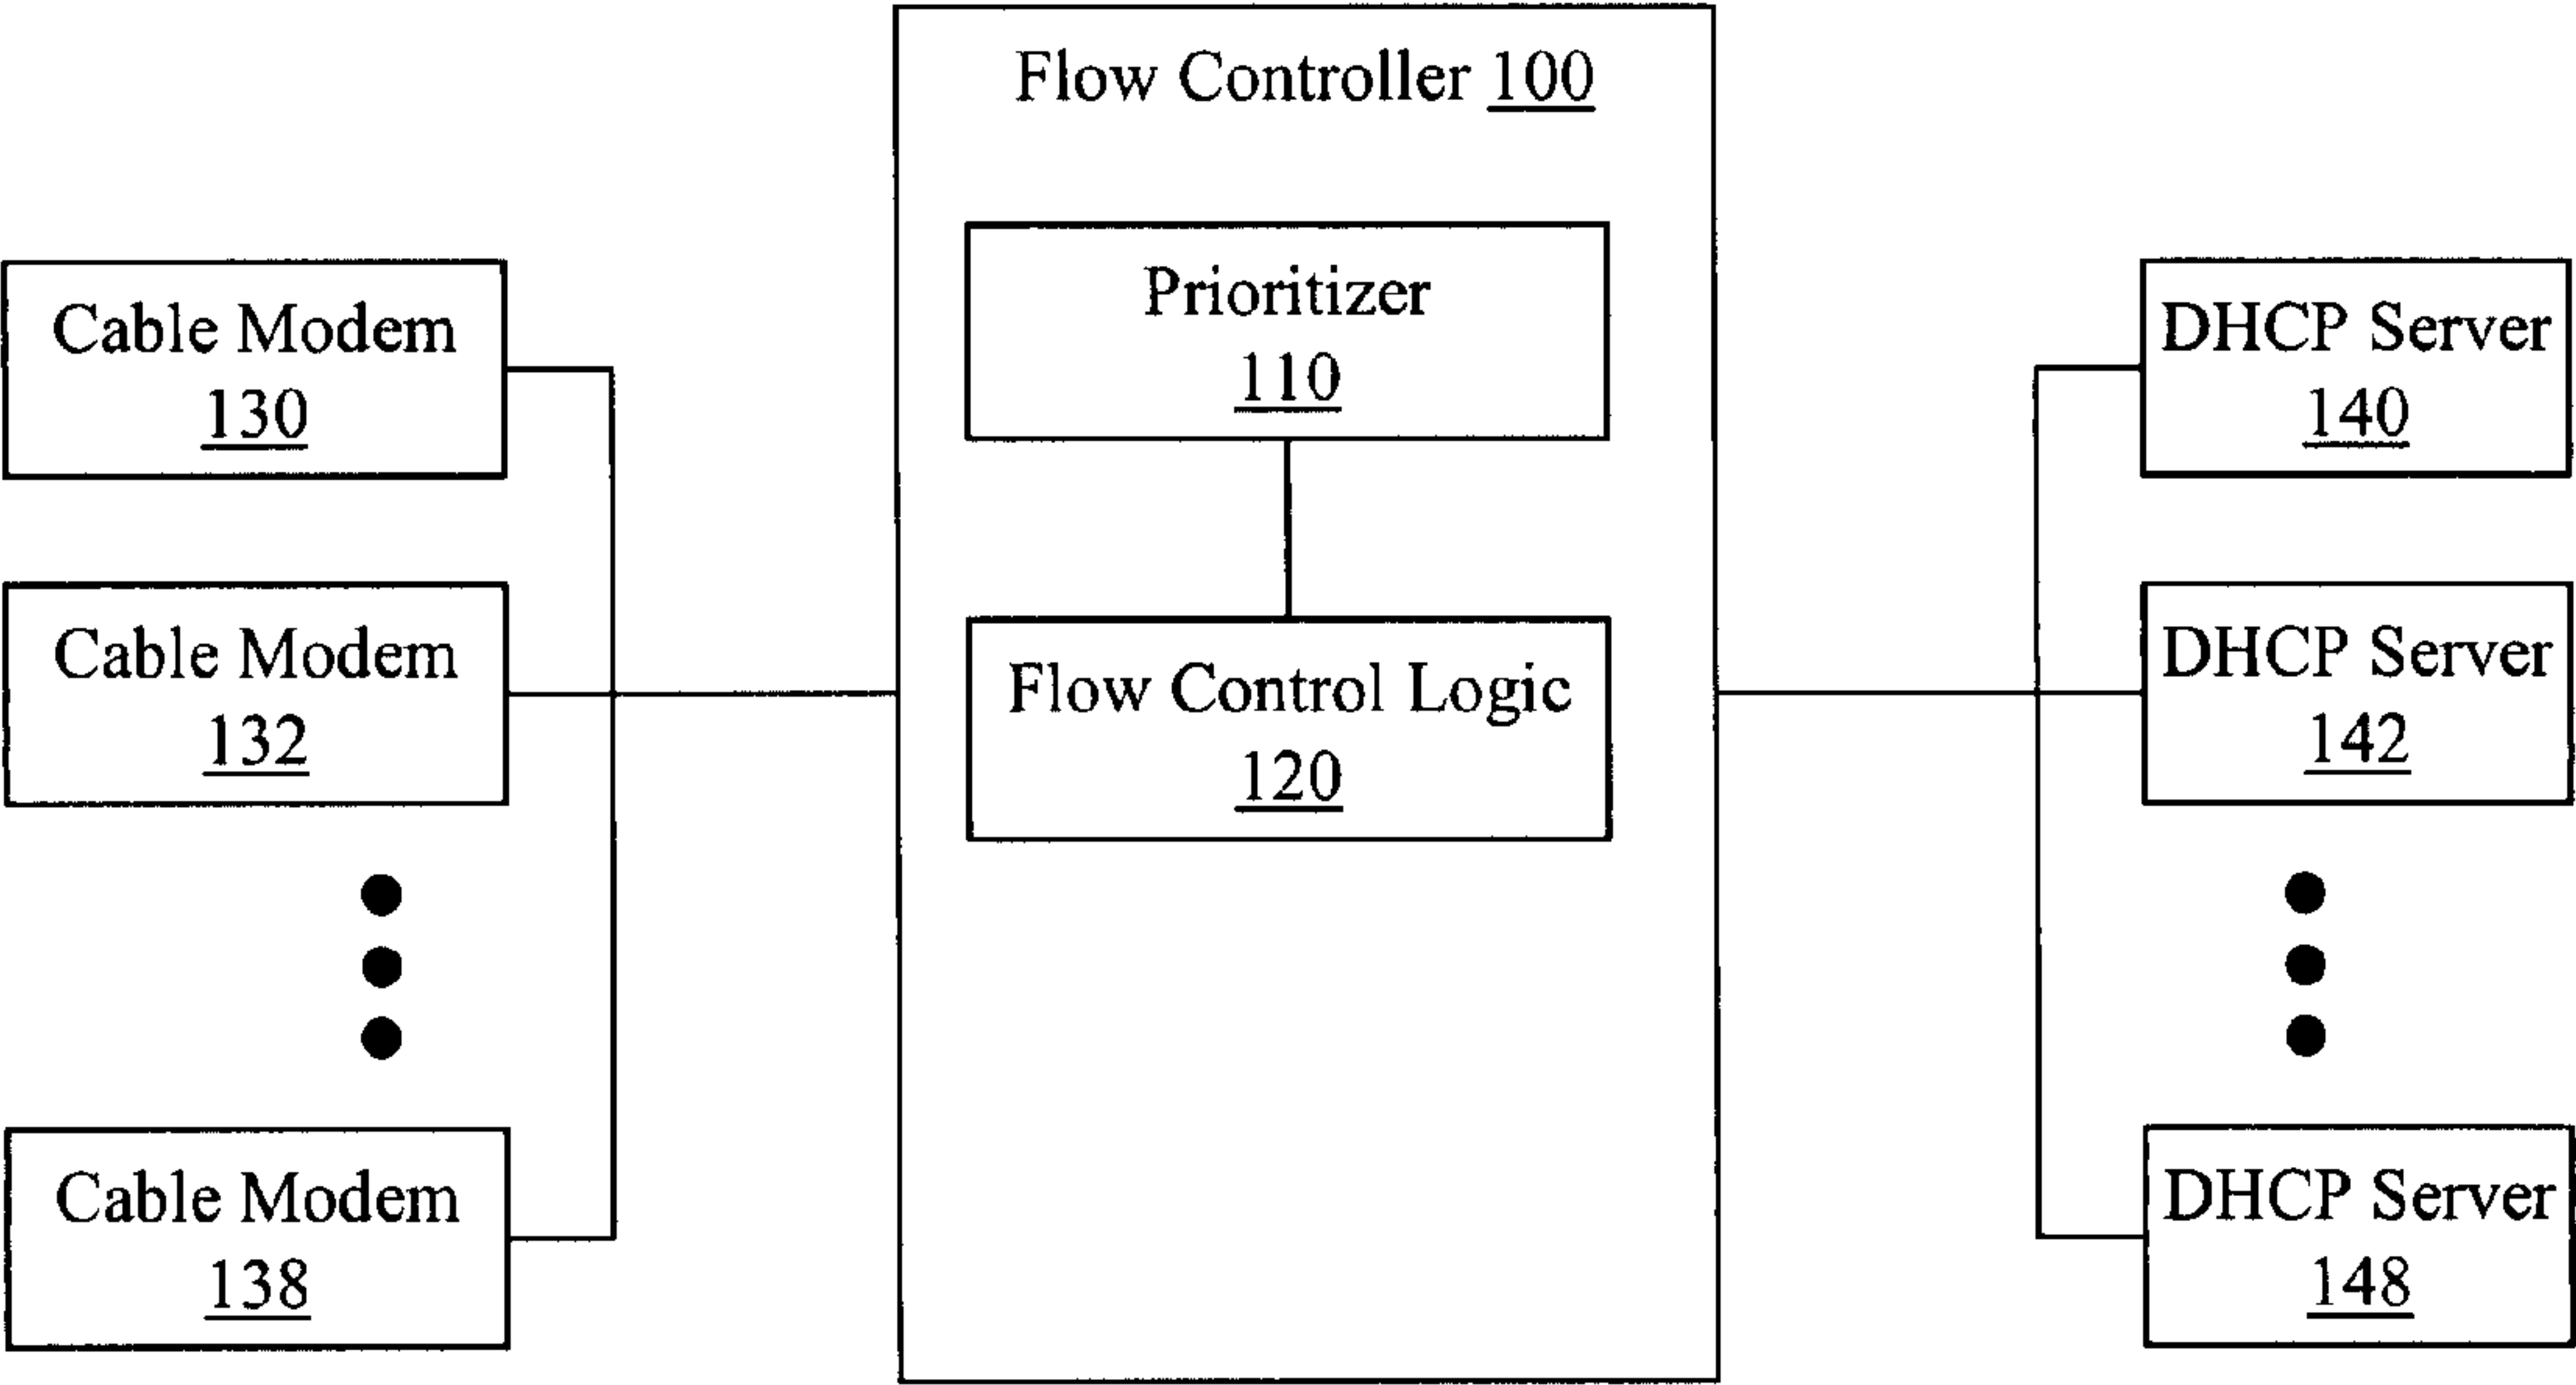 Flow Controller 100
Prioritizer
110
Flow Control Logic
120
Cable Modem
130
Cable Modem
132
Cable Modem
138
DHCP Server
140
DHCP Server
142
DHCP Server
148